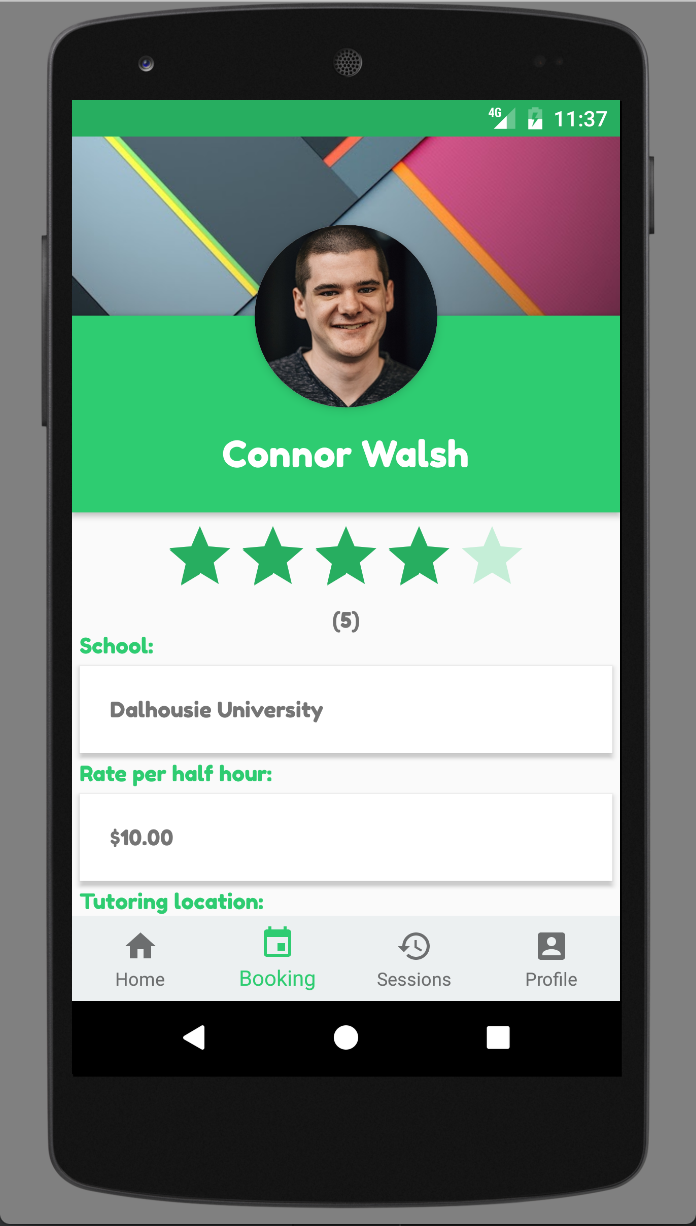 4G 11:37
Connor Walsh
(5)
School:
Dalhousie University
Rate per half hour:
$10.00
Tutoring location:
Home Booking Sessions Profile